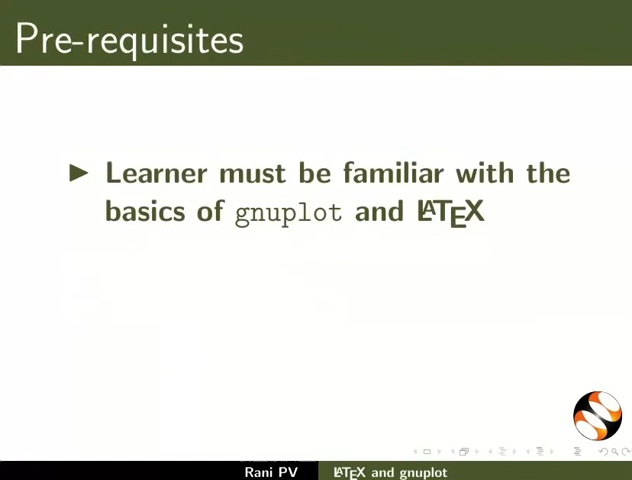 Pre-requisites
▶ Learner must be familiar with the
basics of gnuplot and LATEX
Rani PV
LATEX and gnuplot